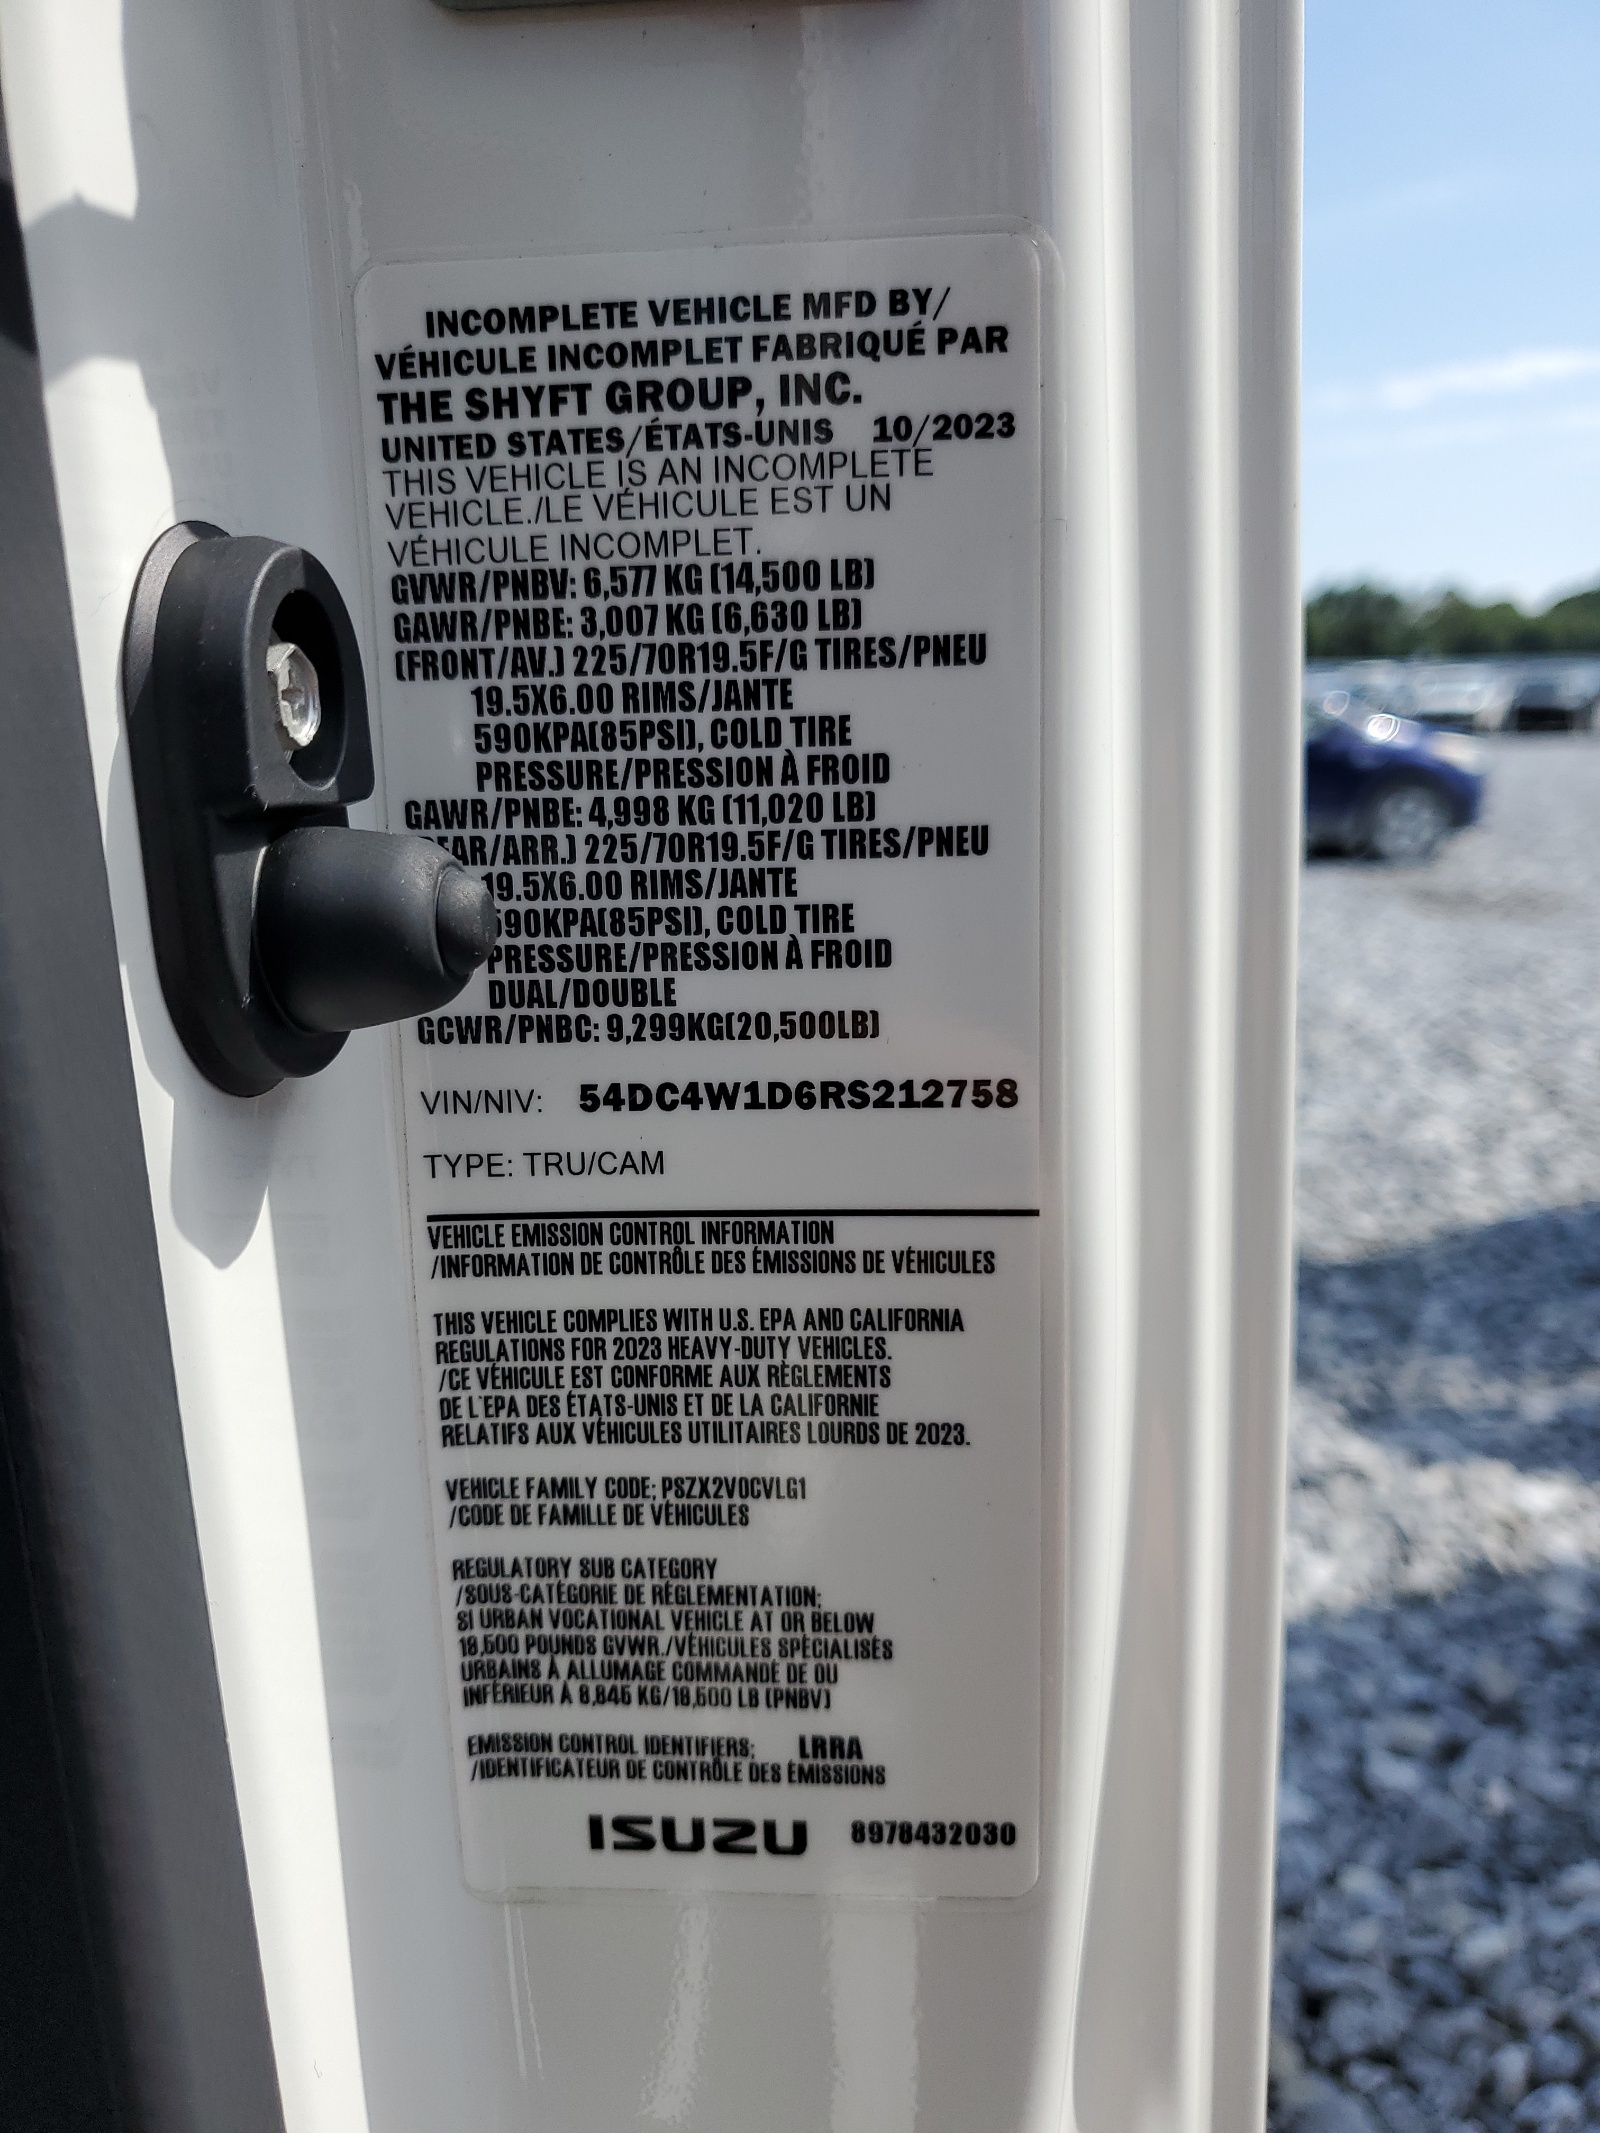 INCOMPLETE VEHICLE MFD BY/
VÉHICULE INCOMPLET FABRIQUÉ PAR
THE SHYFT GROUP, INC.
UNITED STATES/ÉTATS-UNIS 10/2023
THIS VEHICLE IS AN INCOMPLETE
VEHICLE./LE VÉHICULE EST UN
VÉHICULE INCOMPLET.
GVWR/PNBV: 6,577 KG (14,500 LB)
GAWR/PNBE: 3,007 KG (6,630 LB)
(FRONT/AV.) 225/70R19.5F/G TIRES/PNEU
19.5X6.00 RIMS/JANTE
590KPA(85PSI), COLD TIRE
PRESSURE/PRESSION À FROID
GAWR/PNBE: 4,998 KG (11,020 LB)
EAR/ARR.) 225/70R19.5F/G TIRES/PNEU
19.5X6.00 RIMS/JANTE
590KPA(85PSI), COLD TIRE
PRESSURE/PRESSION À FROID
DUAL/DOUBLE
GCWR/PNBC: 9,299KG(20,500LB)
VIN/NIV: 54DC4W1D6RS212758
TYPE: TRU/CAM
VEHICLE EMISSION CONTROL INFORMATION
/INFORMATION DE CONTRÔLE DES ÉMISSIONS DE VÉHICULES
THIS VEHICLE COMPLIES WITH U.S. EPA AND CALIFORNIA
REGULATIONS FOR 2023 HEAVY-DUTY VEHICLES.
/CE VÉHICULE EST CONFORME AUX RÈGLEMENTS
DE L'EPA DES ÉTATS-UNIS ET DE LA CALIFORNIE
RELATIFS AUX VÉHICULES UTILITAIRES LOURDS DE 2023.
VEHICLE FAMILY CODE; PSZX2VOCVLG1
/CODE DE FAMILLE DE VÉHICULES
REGULATORY SUB CATEGORY
/SOUS-CATÉGORIE DE RÉGLEMENTATION;
SI URBAN VOCATIONAL VEHICLE AT OR BELOW
19,500 POUNDS GVWR./VÉHICULES SPÉCIALISÉS
URBAINS À ALLUMAGE COMMANDÉ DE OU
INFÉRIEUR À 8,845 KG/19,500 LB (PNBV)
EMISSION CONTROL IDENTIFIERS; LRRA
/IDENTIFICATEUR DE CONTRÔLE DES ÉMISSIONS
ISUZU 8978432030